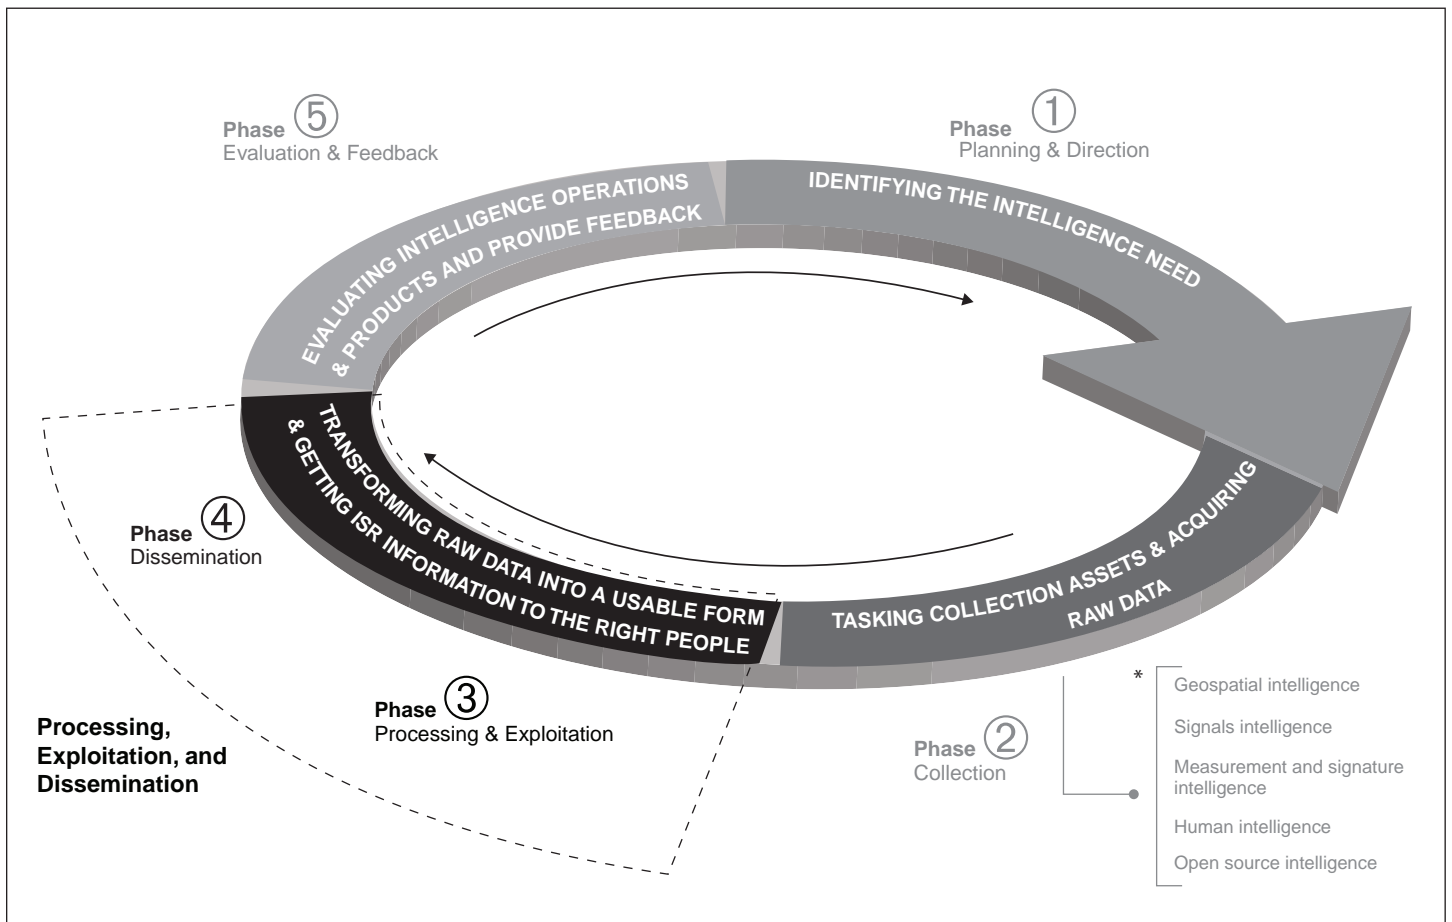 Phase ①
Planning & Direction
IDENTIFYING THE INTELLIGENCE NEED
TASKING COLLECTION ASSETS & ACQUIRING
RAW DATA
Phase ②
Collection
*
Geospatial intelligence
Signals intelligence
Measurement and signature
intelligence
Human intelligence
Open source intelligence
TRANSFORMING RAW DATA INTO A USABLE FORM
& GETTING ISR INFORMATION TO THE RIGHT PEOPLE
Phase ③
Processing & Exploitation
Phase ④
Dissemination
Processing,
Exploitation, and
Dissemination
Phase ⑤
Evaluation & Feedback
EVALUATING INTELLIGENCE OPERATIONS
& PRODUCTS AND PROVIDE FEEDBACK